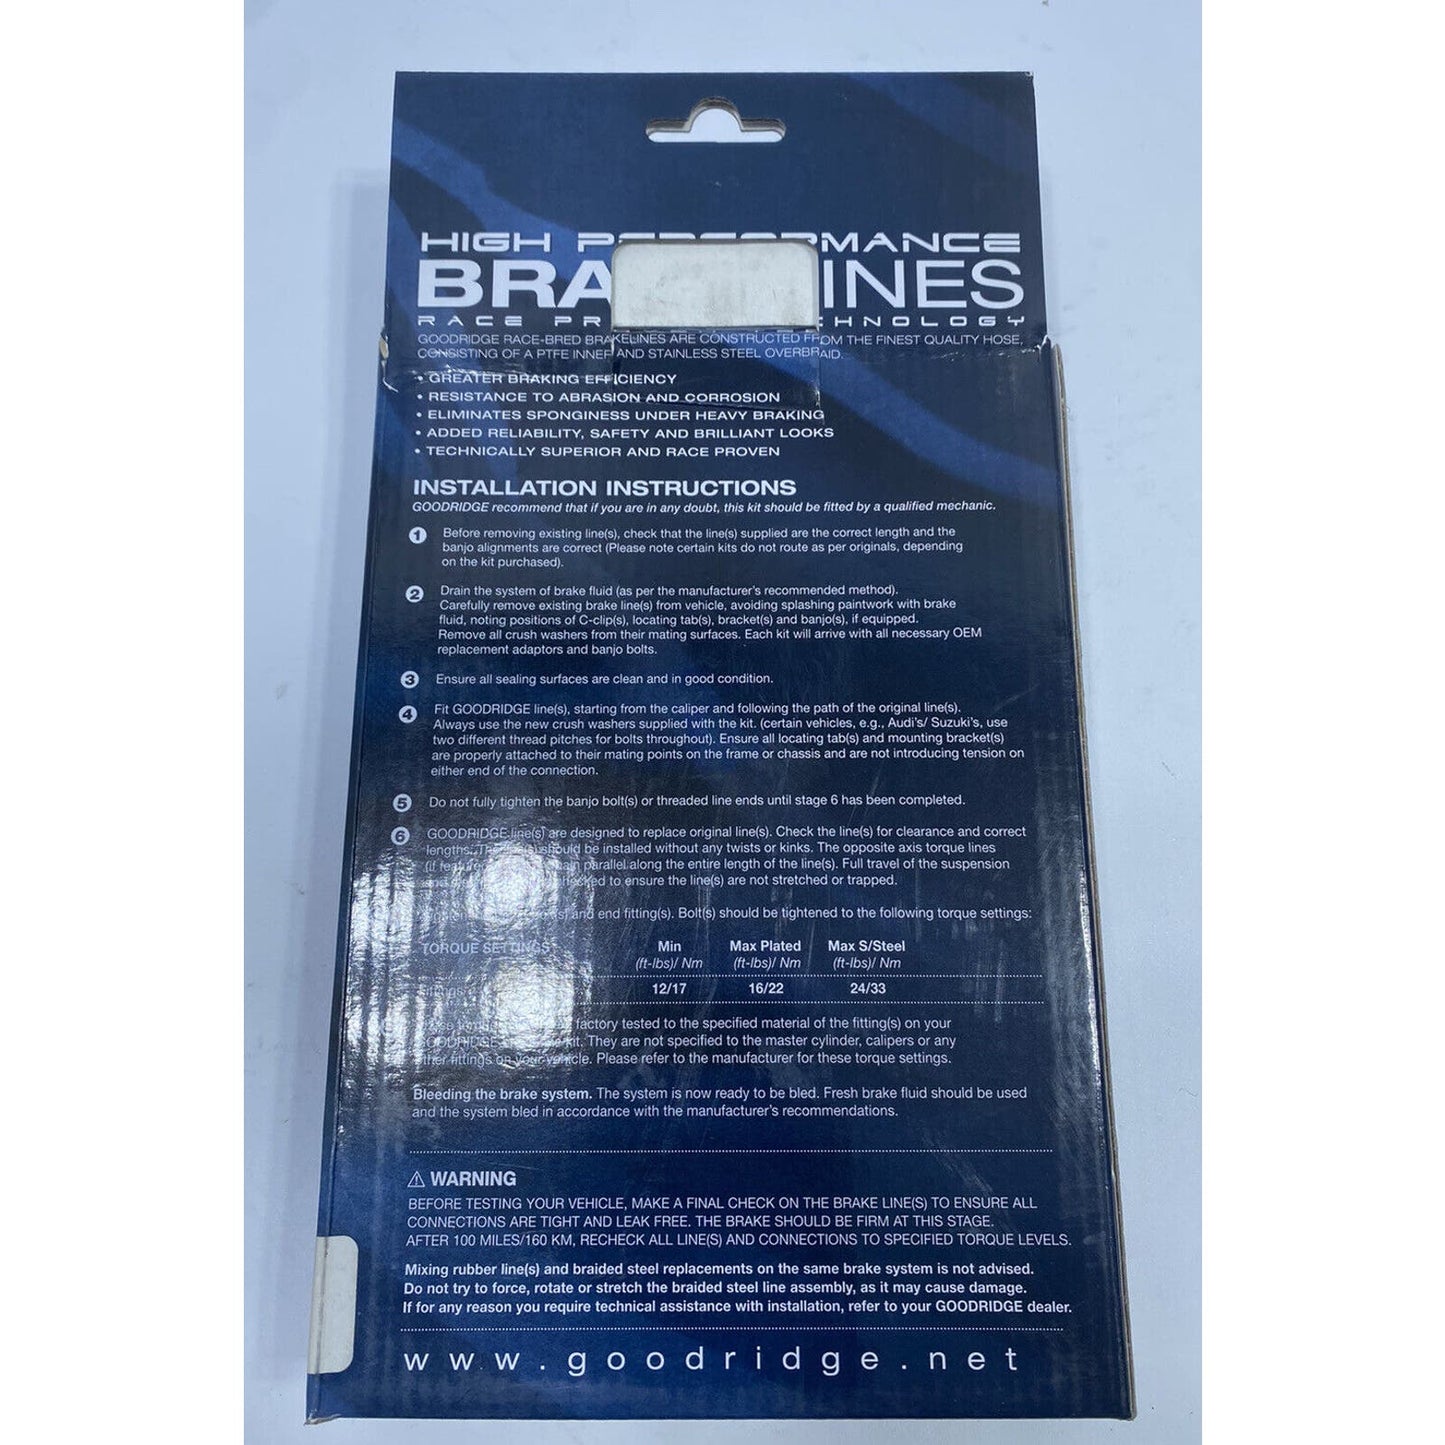 HIGH PERFORMANCE
BRA INES
RACE PR CHNOLOGY
GOODRIDGE RACE-BRED BRAKELINES ARE CONSTRUCTED FROM THE FINEST QUALITY HOSE,
CONSISTING OF A PTFE INNER AND STAINLESS STEEL OVERBRAID.
• GREATER BRAKING EFFICIENCY
• RESISTANCE TO ABRASION AND CORROSION
• ELIMINATES SPONGINESS UNDER HEAVY BRAKING
• ADDED RELIABILITY, SAFETY AND BRILLIANT LOOKS
• TECHNICALLY SUPERIOR AND RACE PROVEN
INSTALLATION INSTRUCTIONS
GOODRIDGE recommend that if you are in any doubt, this kit should be fitted by a qualified mechanic.
1 Before removing existing line(s), check that the line(s) supplied are the correct length and the
banjo alignments are correct (Please note certain kits do not route as per originals, depending
on the kit purchased).
2 Drain the system of brake fluid (as per the manufacturer's recommended method).
Carefully remove existing brake line(s) from vehicle, avoiding splashing paintwork with brake
fluid, noting positions of C-clip(s), locating tab(s), bracket(s) and banjo(s), if equipped.
Remove all crush washers from their mating surfaces. Each kit will arrive with all necessary OEM
replacement adaptors and banjo bolts.
3 Ensure all sealing surfaces are clean and in good condition.
4 Fit GOODRIDGE line(s), starting from the caliper and following the path of the original line(s).
Always use the new crush washers supplied with the kit. (certain vehicles, e.g., Audi's/ Suzuki's, use
two different thread pitches for bolts throughout). Ensure all locating tab(s) and mounting bracket(s)
are properly attached to their mating points on the frame or chassis and are not introducing tension on
either end of the connection.
5 Do not fully tighten the banjo bolt(s) or threaded line ends until stage 6 has been completed.
6 GOODRIDGE line(s) are designed to replace original line(s). Check the line(s) for clearance and correct
lengths. The should be installed without any twists or kinks. The opposite axis torque lines
(if parallel along the entire length of the line(s). Full travel of the suspension
and checked to ensure the line(s) are not stretched or trapped.
and end fitting(s). Bolt(s) should be tightened to the following torque settings:
TORQUE SETTINGS Min Max Plated Max S/Steel
(ft-lbs)/ Nm (ft-lbs)/ Nm (ft-lbs)/ Nm
12/17 16/22 24/33
factory tested to the specified material of the fitting(s) on your
GOODRIDGE kit. They are not specified to the master cylinder, calipers or any
other fittings on your vehicle. Please refer to the manufacturer for these torque settings.
Bleeding the brake system. The system is now ready to be bled. Fresh brake fluid should be used
and the system bled in accordance with the manufacturer's recommendations.
⚠ WARNING
BEFORE TESTING YOUR VEHICLE, MAKE A FINAL CHECK ON THE BRAKE LINE(S) TO ENSURE ALL
CONNECTIONS ARE TIGHT AND LEAK FREE. THE BRAKE SHOULD BE FIRM AT THIS STAGE.
AFTER 100 MILES/160 KM, RECHECK ALL LINE(S) AND CONNECTIONS TO SPECIFIED TORQUE LEVELS.
Mixing rubber line(s) and braided steel replacements on the same brake system is not advised.
Do not try to force, rotate or stretch the braided steel line assembly, as it may cause damage.
If for any reason you require technical assistance with installation, refer to your GOODRIDGE dealer.
www.goodridge.net